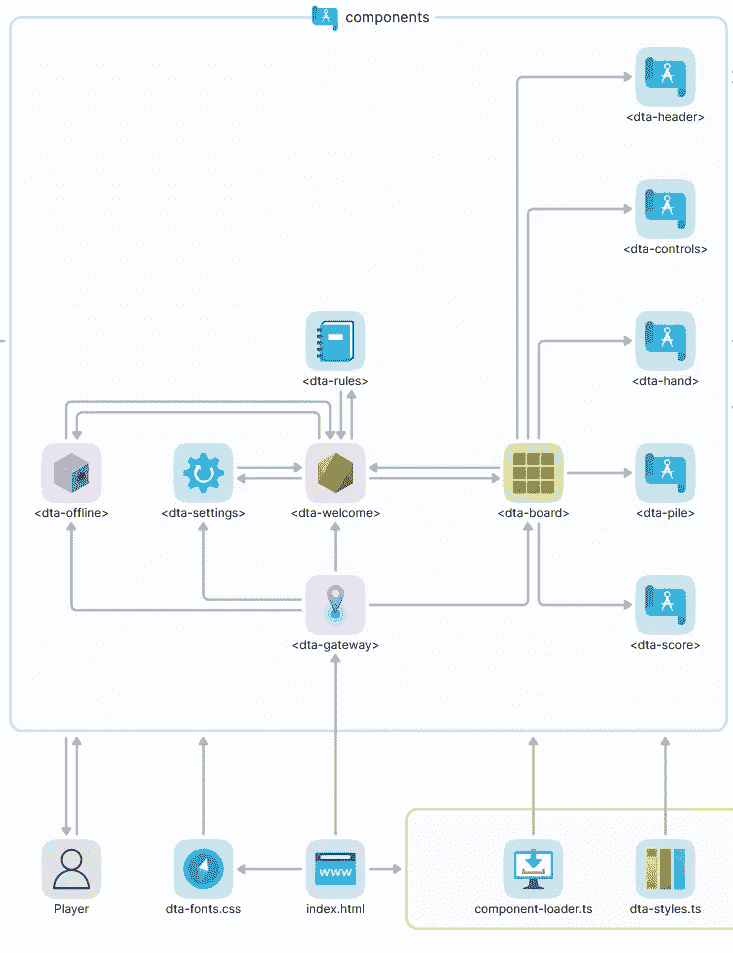 components
<dta-header>
<dta-controls>
<dta-rules>
<dta-hand>
<dta-offline>
<dta-settings>
<dta-welcome>
<dta-board>
<dta-pile>
<dta-gateway>
<dta-score>
www
Player
dta-fonts.css
index.html
component-loader.ts
dta-styles.ts